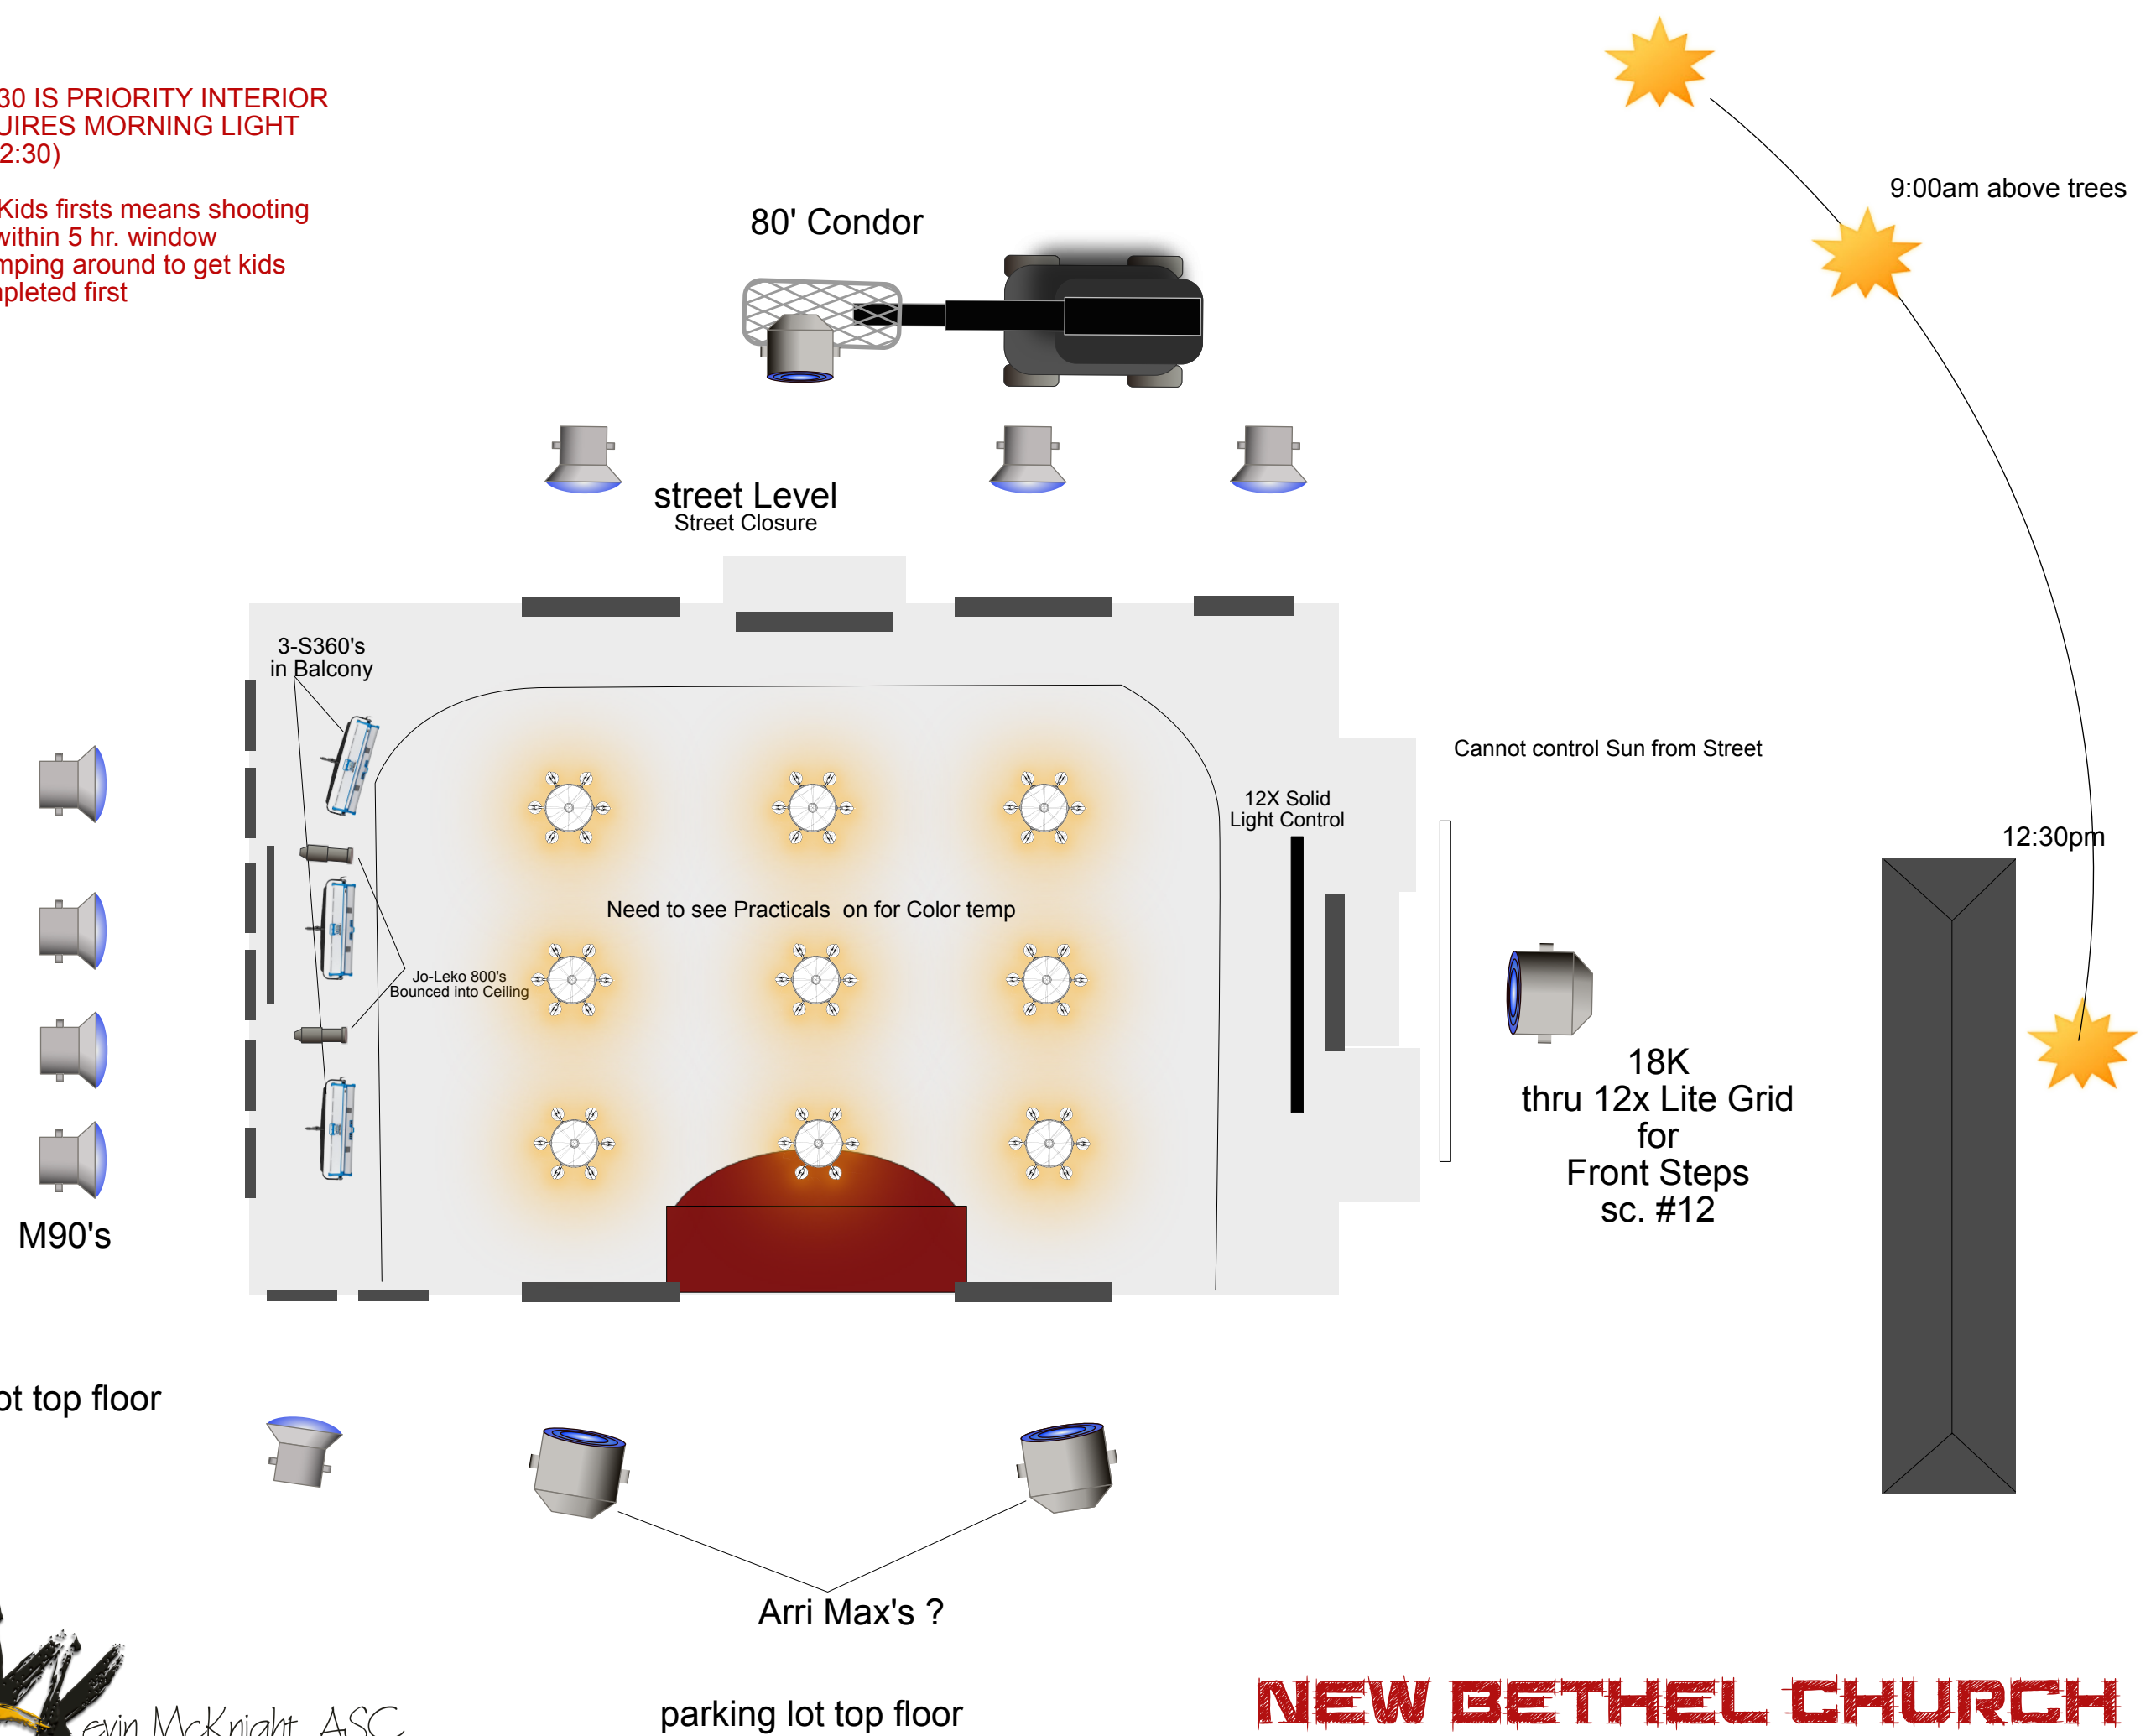 30 IS PRIORITY INTERIOR
UIRES MORNING LIGHT
2:30)
Kids firsts means shooting
within 5 hr. window
mping around to get kids
npleted first
80' Condor
9:00am above trees
street Level
Street Closure
3-S360's
in Balcony
Cannot control Sun from Street
12X Solid
Light Control
12:30pm
Need to see Practicals on for Color temp
Jo-Leko 800's
Bounced into Ceiling
18K
thru 12x Lite Grid
for
Front Steps
sc. #12
M90's
ot top floor
Arri Max's ?
parking lot top floor
evin McKnight ASC
NEW BETHEL CHURCH